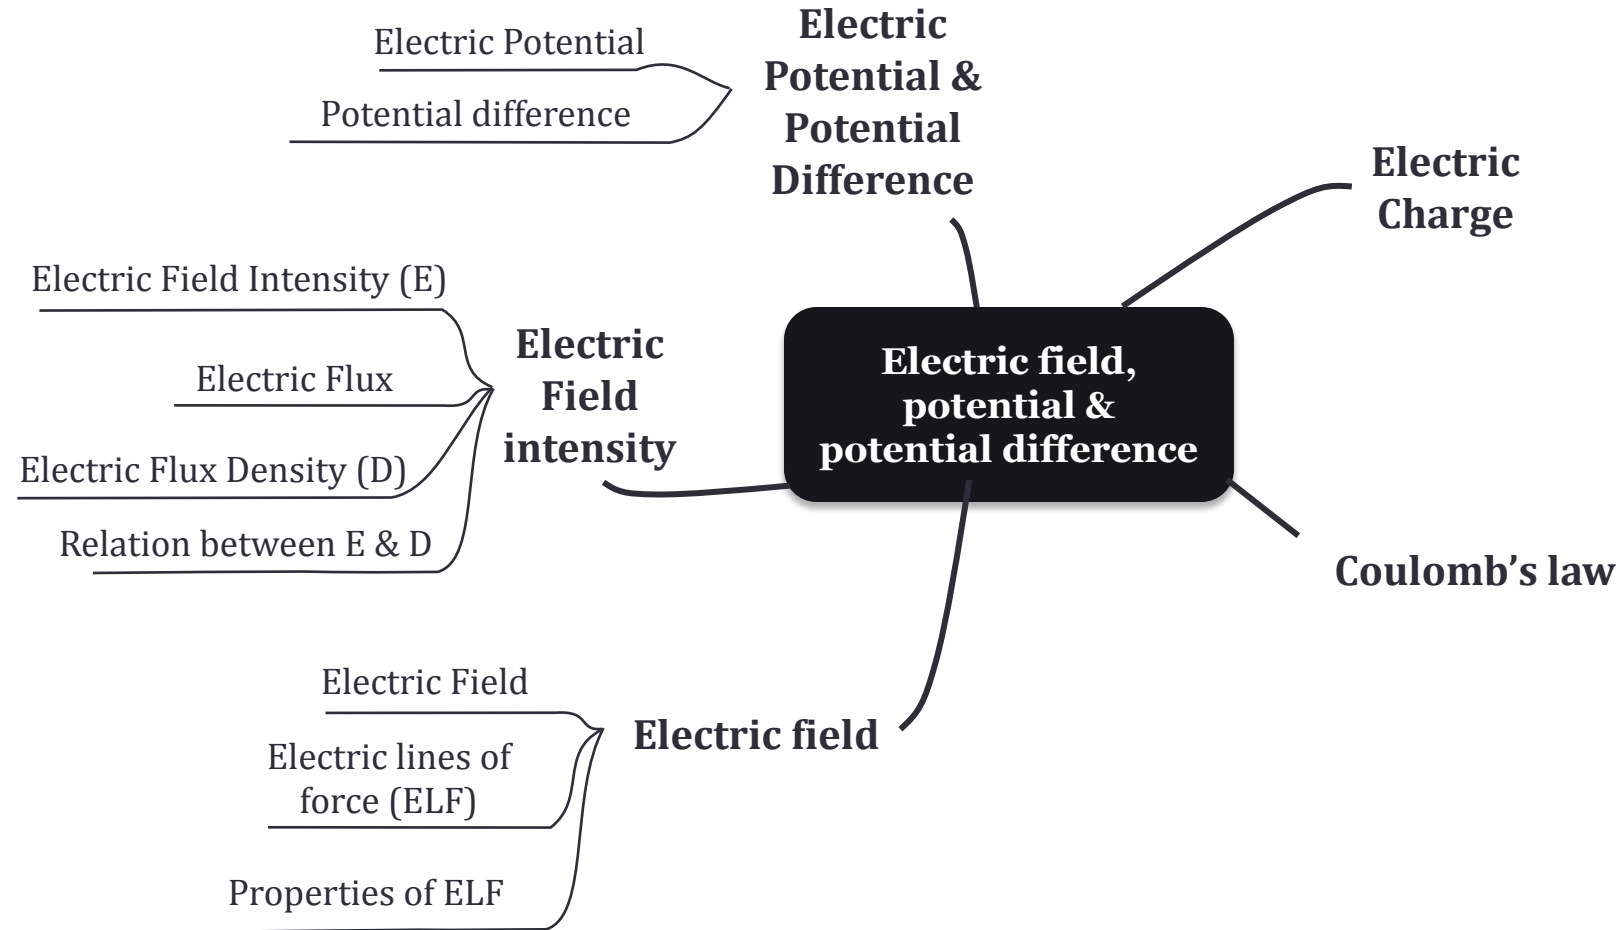 Electric
Potential &
Potential
Difference
Electric Potential
Potential difference
Electric
Charge
Electric Field Intensity (E)
Electric Flux
Electric Flux Density (D)
Relation between E & D
Electric
Field
intensity
Electric field,
potential &
potential difference
Coulomb’s law
Electric Field
Electric lines of
force (ELF)
Properties of ELF
Electric field